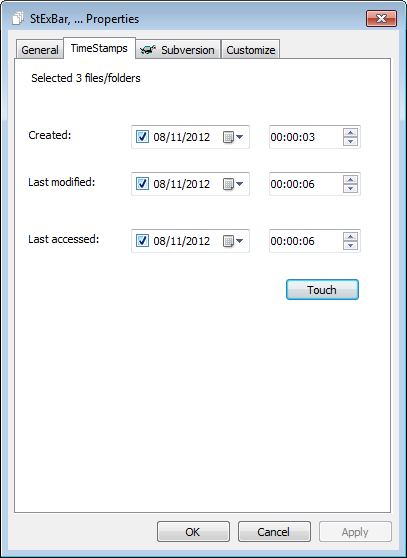 StExBar, ... Properties
General TimeStamps Subversion Customize
Selected 3 files/folders
Created: 08/11/2012 00:00:03
Last modified: 08/11/2012 00:00:06
Last accessed: 08/11/2012 00:00:06
Touch
OK Cancel Apply